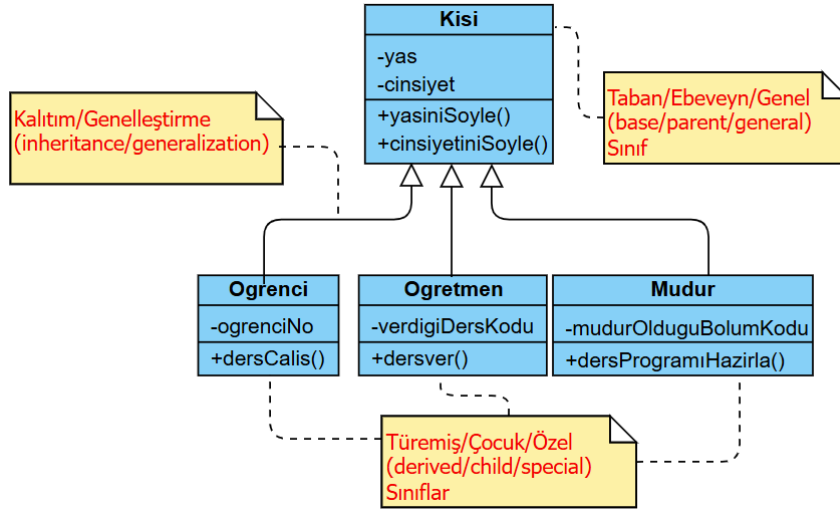 Kisi
-yas
-cinsiyet
+yasiniSoyle()
+cinsiyetiniSoyle()
Kalıtım/Genelleştirme
(inheritance/generalization)
Taban/Ebeveyn/Genel
(base/parent/general)
Sınıf
Ogrenci
-ogrenciNo
+dersCalis()
Ogretmen
-verdigiDersKodu
+dersver()
Mudur
-mudurOlduguBolumKodu
+dersProgramıHazirla()
Türemiş/Çocuk/Özel
(derived/child/special)
Sınıflar